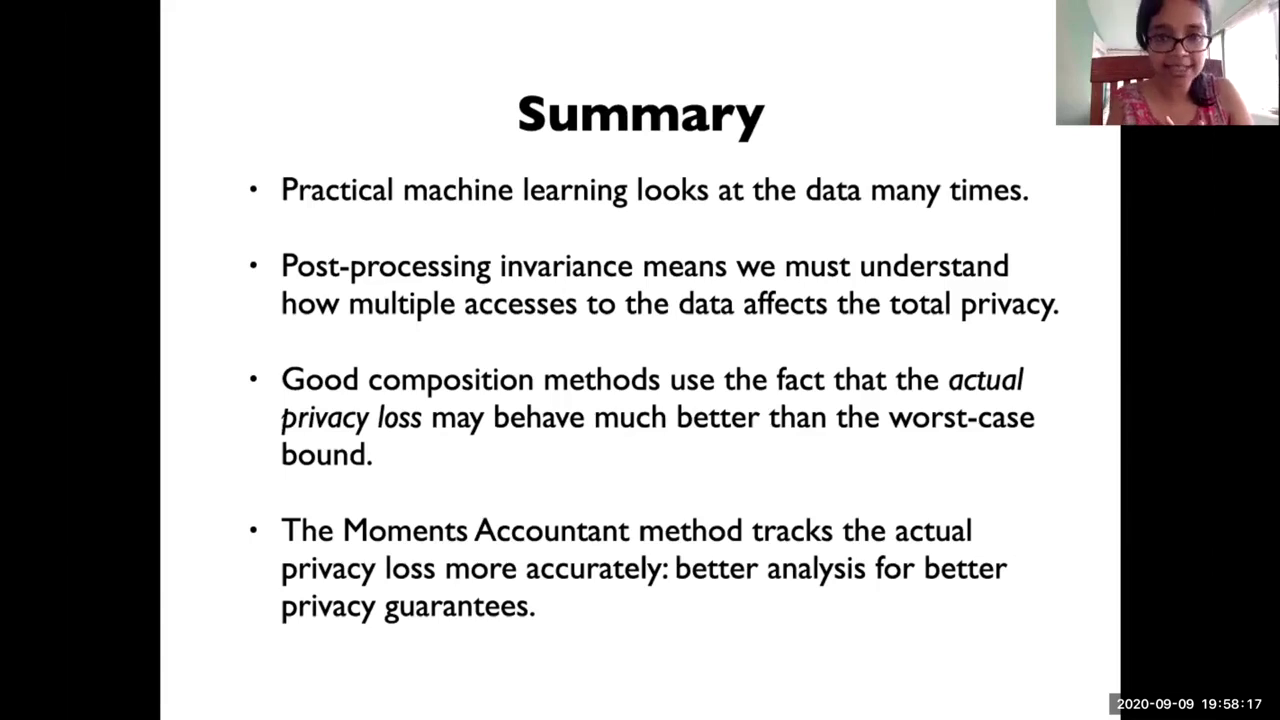 Summary
• Practical machine learning looks at the data many times.
• Post-processing invariance means we must understand
how multiple accesses to the data affects the total privacy.
• Good composition methods use the fact that the actual
privacy loss may behave much better than the worst-case
bound.
• The Moments Accountant method tracks the actual
privacy loss more accurately: better analysis for better
privacy guarantees.
2020-09-09 19:58:17